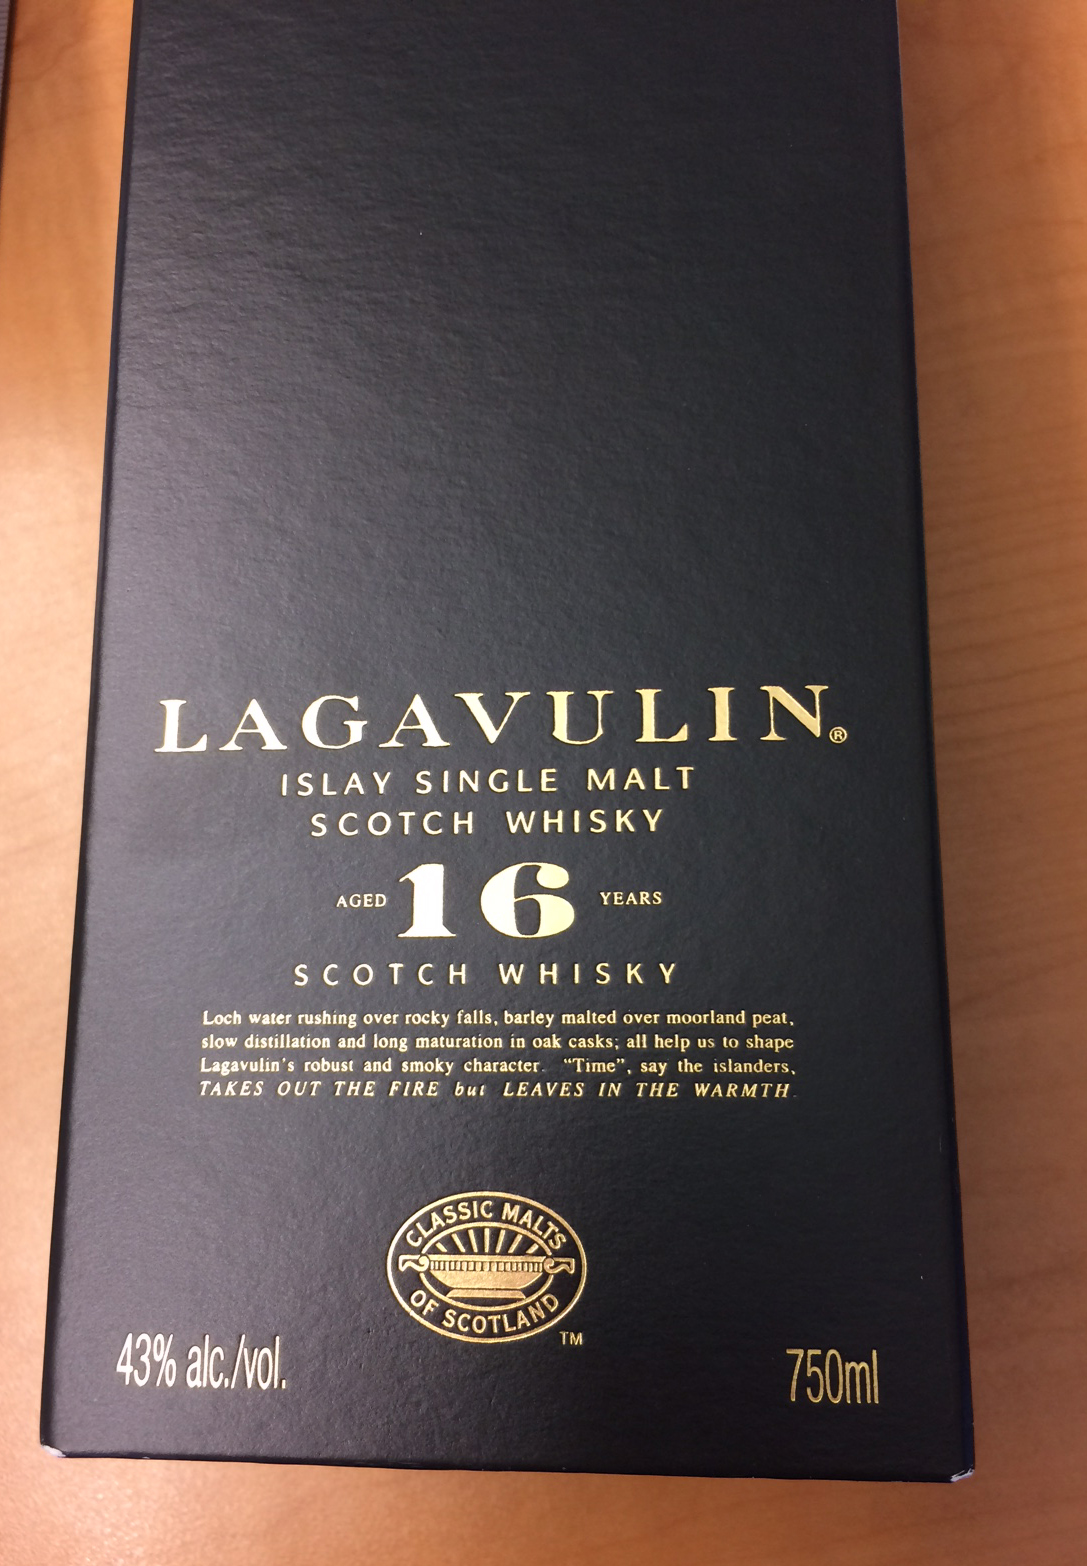 LAGAVULIN®
ISLAY SINGLE MALT
SCOTCH WHISKY
AGED 16 YEARS
SCOTCH WHISKY
Loch water rushing over rocky falls, barley malted over moorland peat,
slow distillation and long maturation in oak casks; all help us to shape
Lagavulin's robust and smoky character. "Time", say the islanders,
TAKES OUT THE FIRE but LEAVES IN THE WARMTH.
CLASSIC MALTS
OF SCOTLAND
TM
43% alc./vol.
750ml